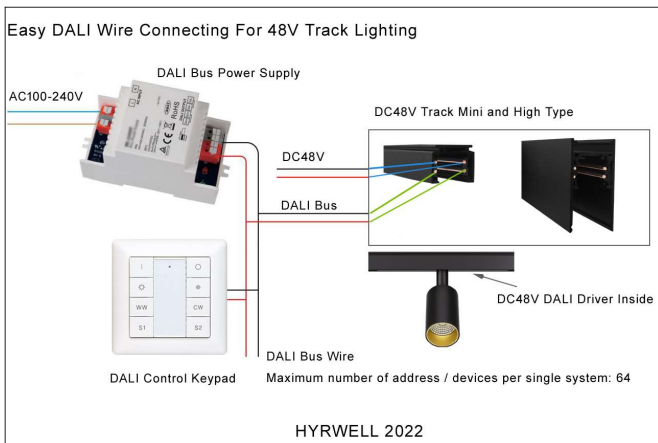 Easy DALI Wire Connecting For 48V Track Lighting
DALI Bus Power Supply
AC100-240V
RoHS
DC48V Track Mini and High Type
DC48V
DALI Bus
WW
CW
S1
S2
DC48V DALI Driver Inside
DALI Bus Wire
DALI Control Keypad
Maximum number of address / devices per single system: 64
HYRWELL 2022